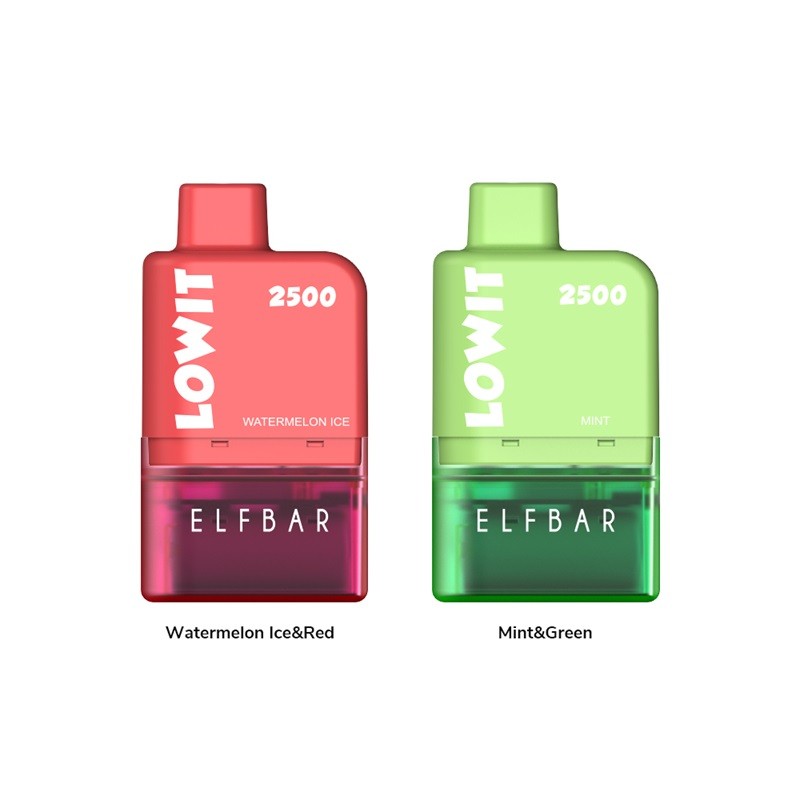 LOWIT
2500
WATERMELON ICE
ELFBAR
Watermelon Ice&Red
LOWIT
2500
MINT
ELFBAR
Mint&Green